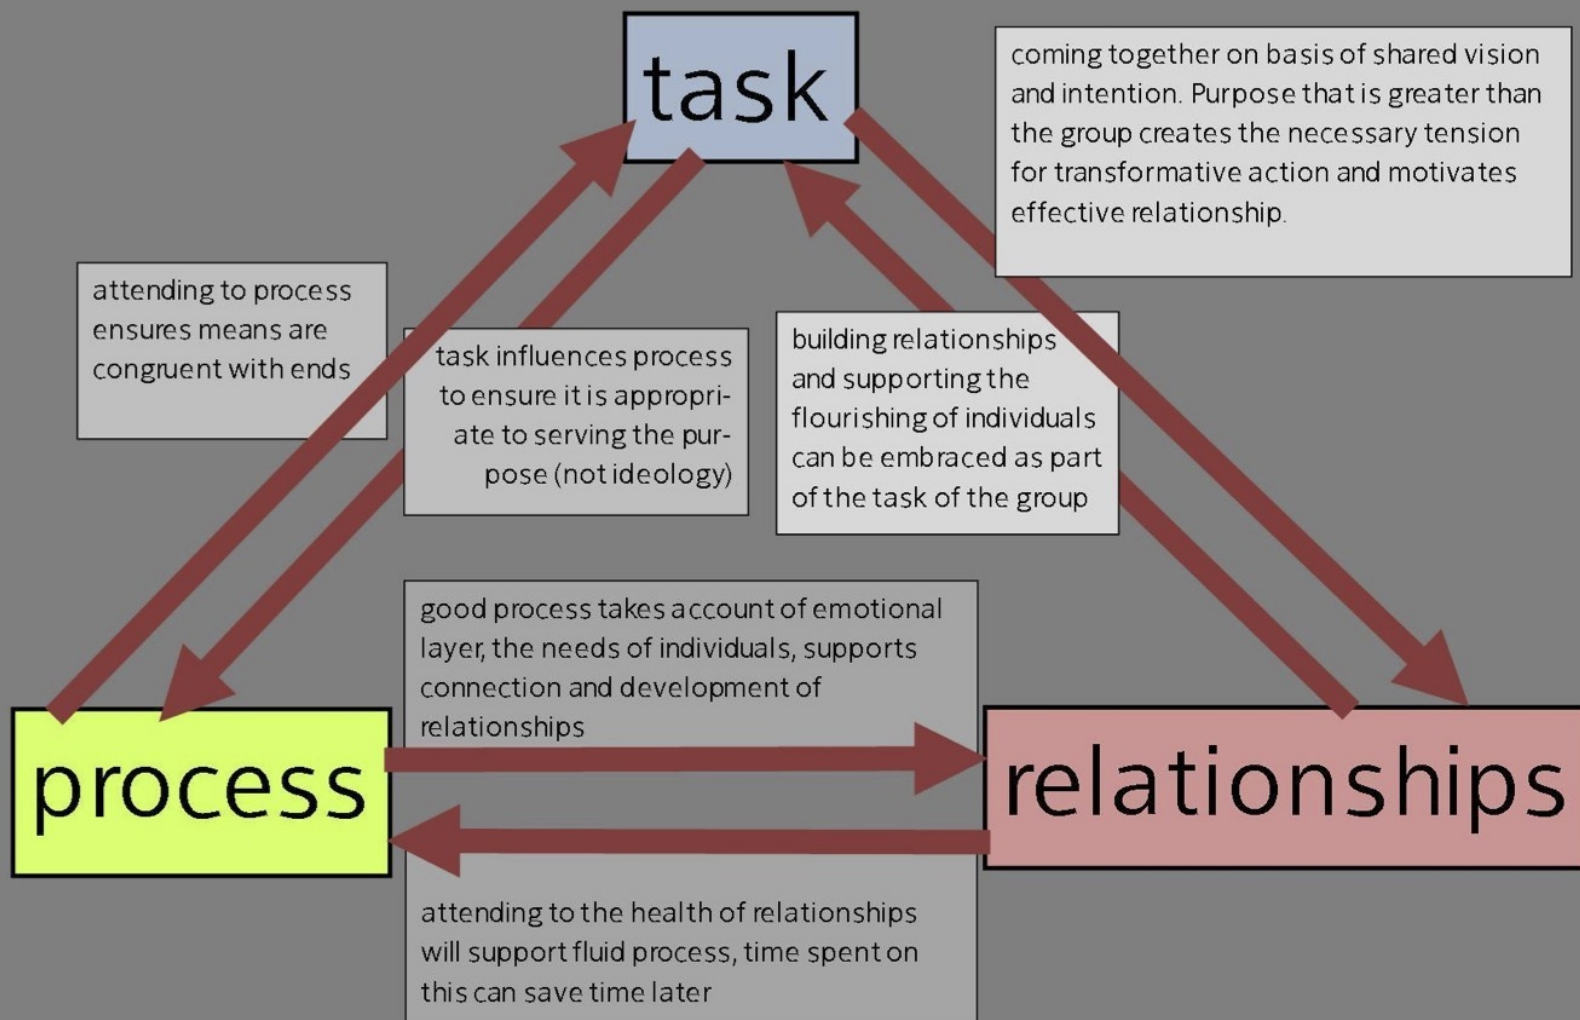 task
coming together on basis of shared vision
and intention. Purpose that is greater than
the group creates the necessary tension
for transformative action and motivates
effective relationship.
attending to process
ensures means are
congruent with ends
task influences process
to ensure it is appropri-
ate to serving the pur-
pose (not ideology)
building relationships
and supporting the
flourishing of individuals
can be embraced as part
of the task of the group
good process takes account of emotional
layer, the needs of individuals, supports
connection and development of
relationships
process
relationships
attending to the health of relationships
will support fluid process, time spent on
this can save time later